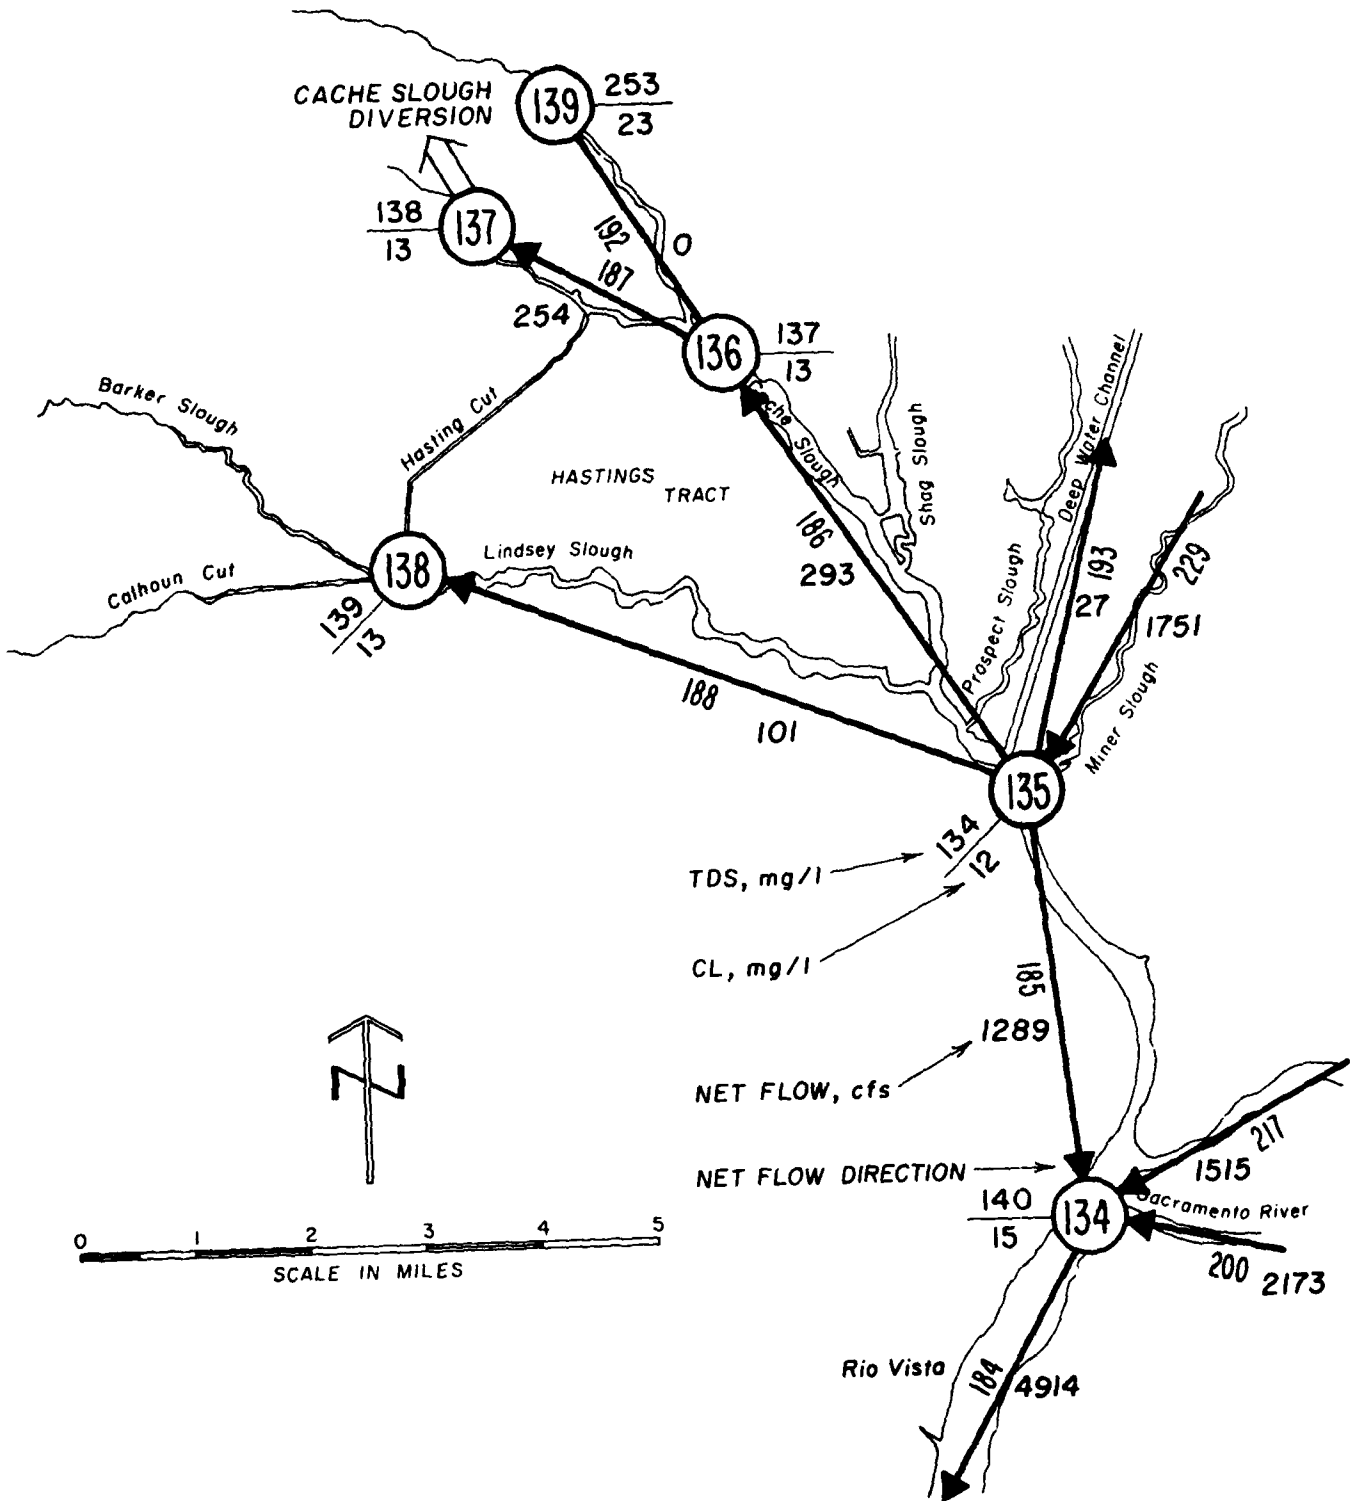 CACHE SLOUGH
DIVERSION
139
253
23
138
13
137
192
0
187
254
136
137
13
Barker Slough
Hasting Cut
HASTINGS
TRACT
che Slough
Shag Slough
Deep Water Channel
186
293
193
27
229
1751
Prospect Slough
Miner Slough
Lindsey Slough
138
Calhoun Cut
139
13
188
101
135
134
12
TDS, mg/l
CL, mg/l
185
1289
NET FLOW, cfs
NET FLOW DIRECTION
217
1515
140
15
134
Sacramento River
200
2173
0 1 2 3 4 5
SCALE IN MILES
Rio Vista
184
4914